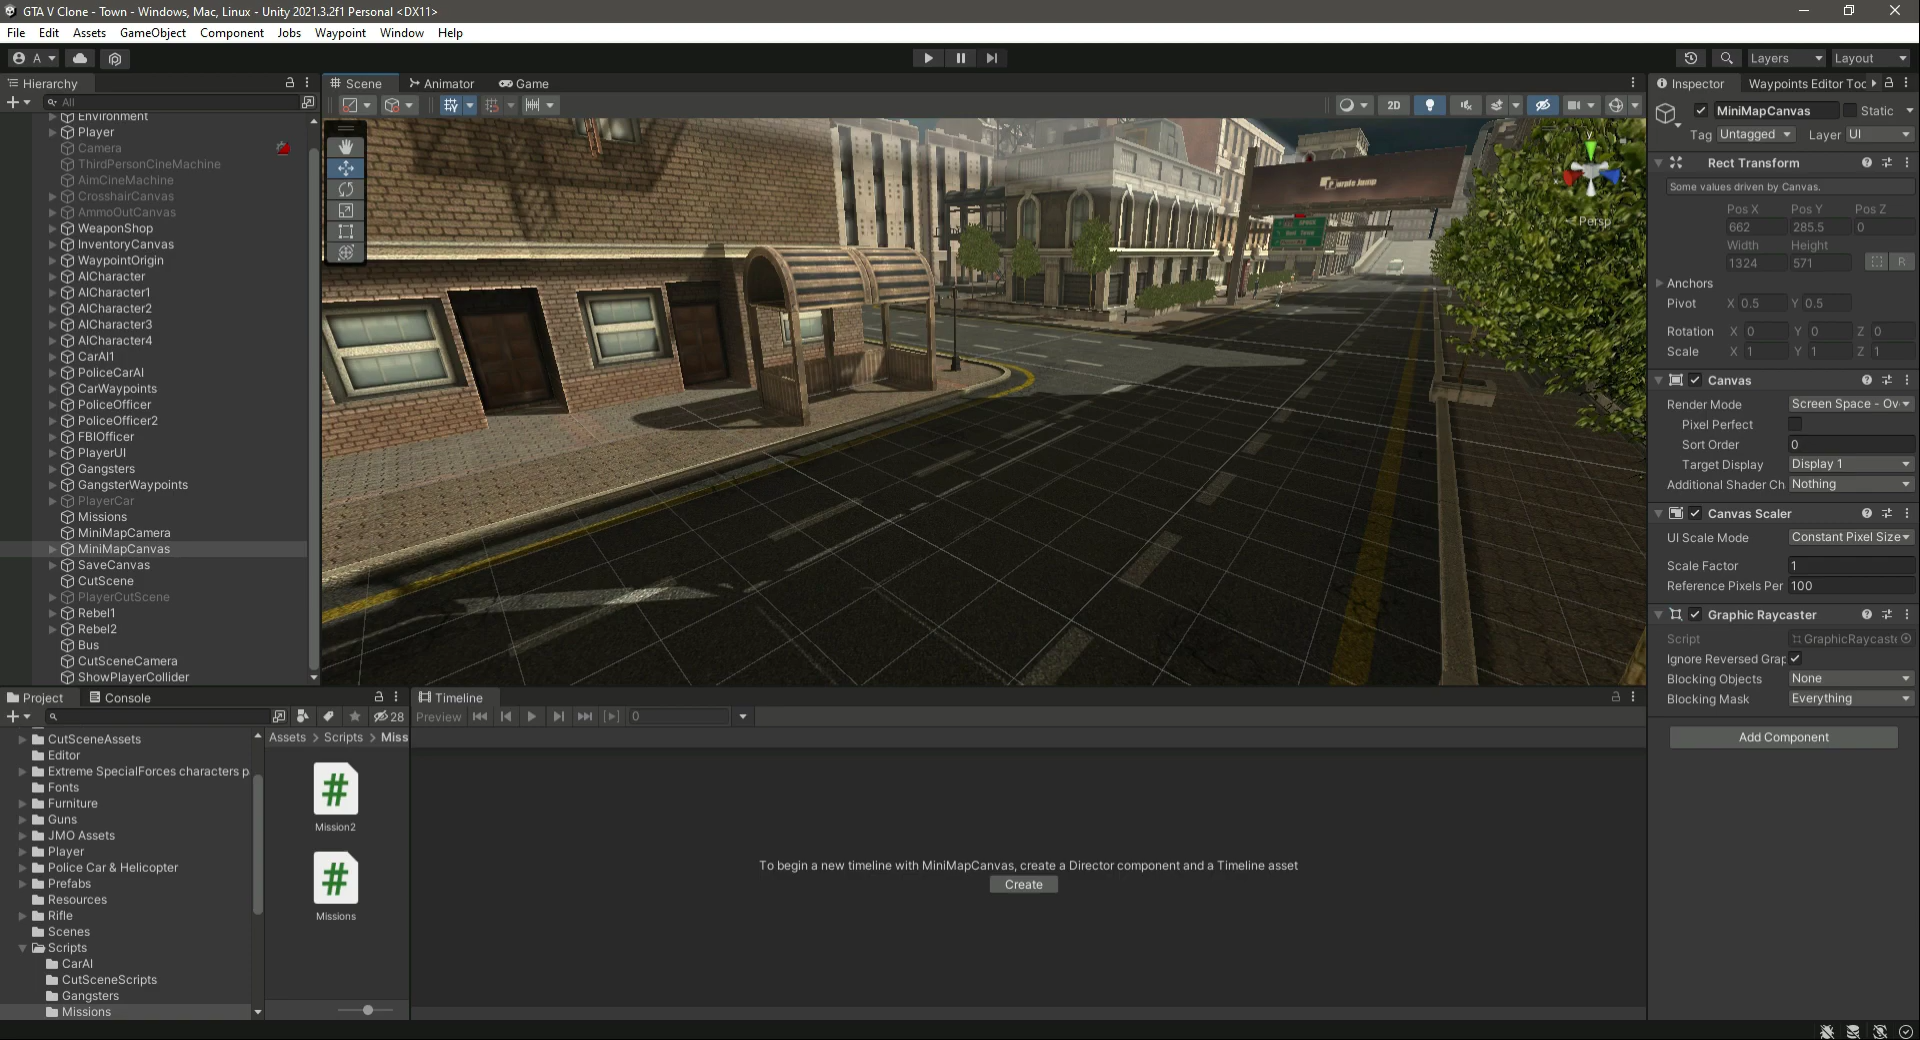 GTA V Clone - Town - Windows, Mac, Linux - Unity 2021.3.2f1 Personal <DX11>
File Edit Assets GameObject Component Jobs Waypoint Window Help
A Layers Layout
Hierarchy
All
Environment
Player
Camera
ThirdPersonCineMachine
AimCineMachine
CrosshairCanvas
AmmoOutCanvas
WeaponShop
InventoryCanvas
WaypointOrigin
AICharacter
AICharacter1
AICharacter2
AICharacter3
AICharacter4
CarAI1
PoliceCarAI
CarWaypoints
PoliceOfficer
PoliceOfficer2
FBIOfficer
PlayerUI
Gangsters
GangsterWaypoints
PlayerCar
Missions
MiniMapCamera
MiniMapCanvas
SaveCanvas
CutScene
PlayerCutScene
Rebel1
Rebel2
Bus
CutSceneCamera
ShowPlayerCollider
Scene Animator Game
2D
y
Persp
Inspector Waypoints Editor Too
MiniMapCanvas Static
Tag Untagged Layer UI
Rect Transform
Some values driven by Canvas.
Pos X Pos Y Pos Z
662 285.5 0
Width Height
1324 571 R
Anchors
Pivot X 0.5 Y 0.5
Rotation X 0 Y 0 Z 0
Scale X 1 Y 1 Z 1
Canvas
Render Mode Screen Space - Ov
Pixel Perfect
Sort Order 0
Target Display Display 1
Additional Shader Ch Nothing
Canvas Scaler
UI Scale Mode Constant Pixel Size
Scale Factor 1
Reference Pixels Per 100
Graphic Raycaster
Script GraphicRaycaste
Ignore Reversed Grap
Blocking Objects None
Blocking Mask Everything
Add Component
Project Console
28
CutSceneAssets
Editor
Extreme SpecialForces characters p
Fonts
Furniture
Guns
JMO Assets
Player
Police Car & Helicopter
Prefabs
Resources
Rifle
Scenes
Scripts
CarAI
CutSceneScripts
Gangsters
Missions
Assets > Scripts > Miss
Mission2
Missions
Timeline
Preview 0
To begin a new timeline with MiniMapCanvas, create a Director component and a Timeline asset
Create